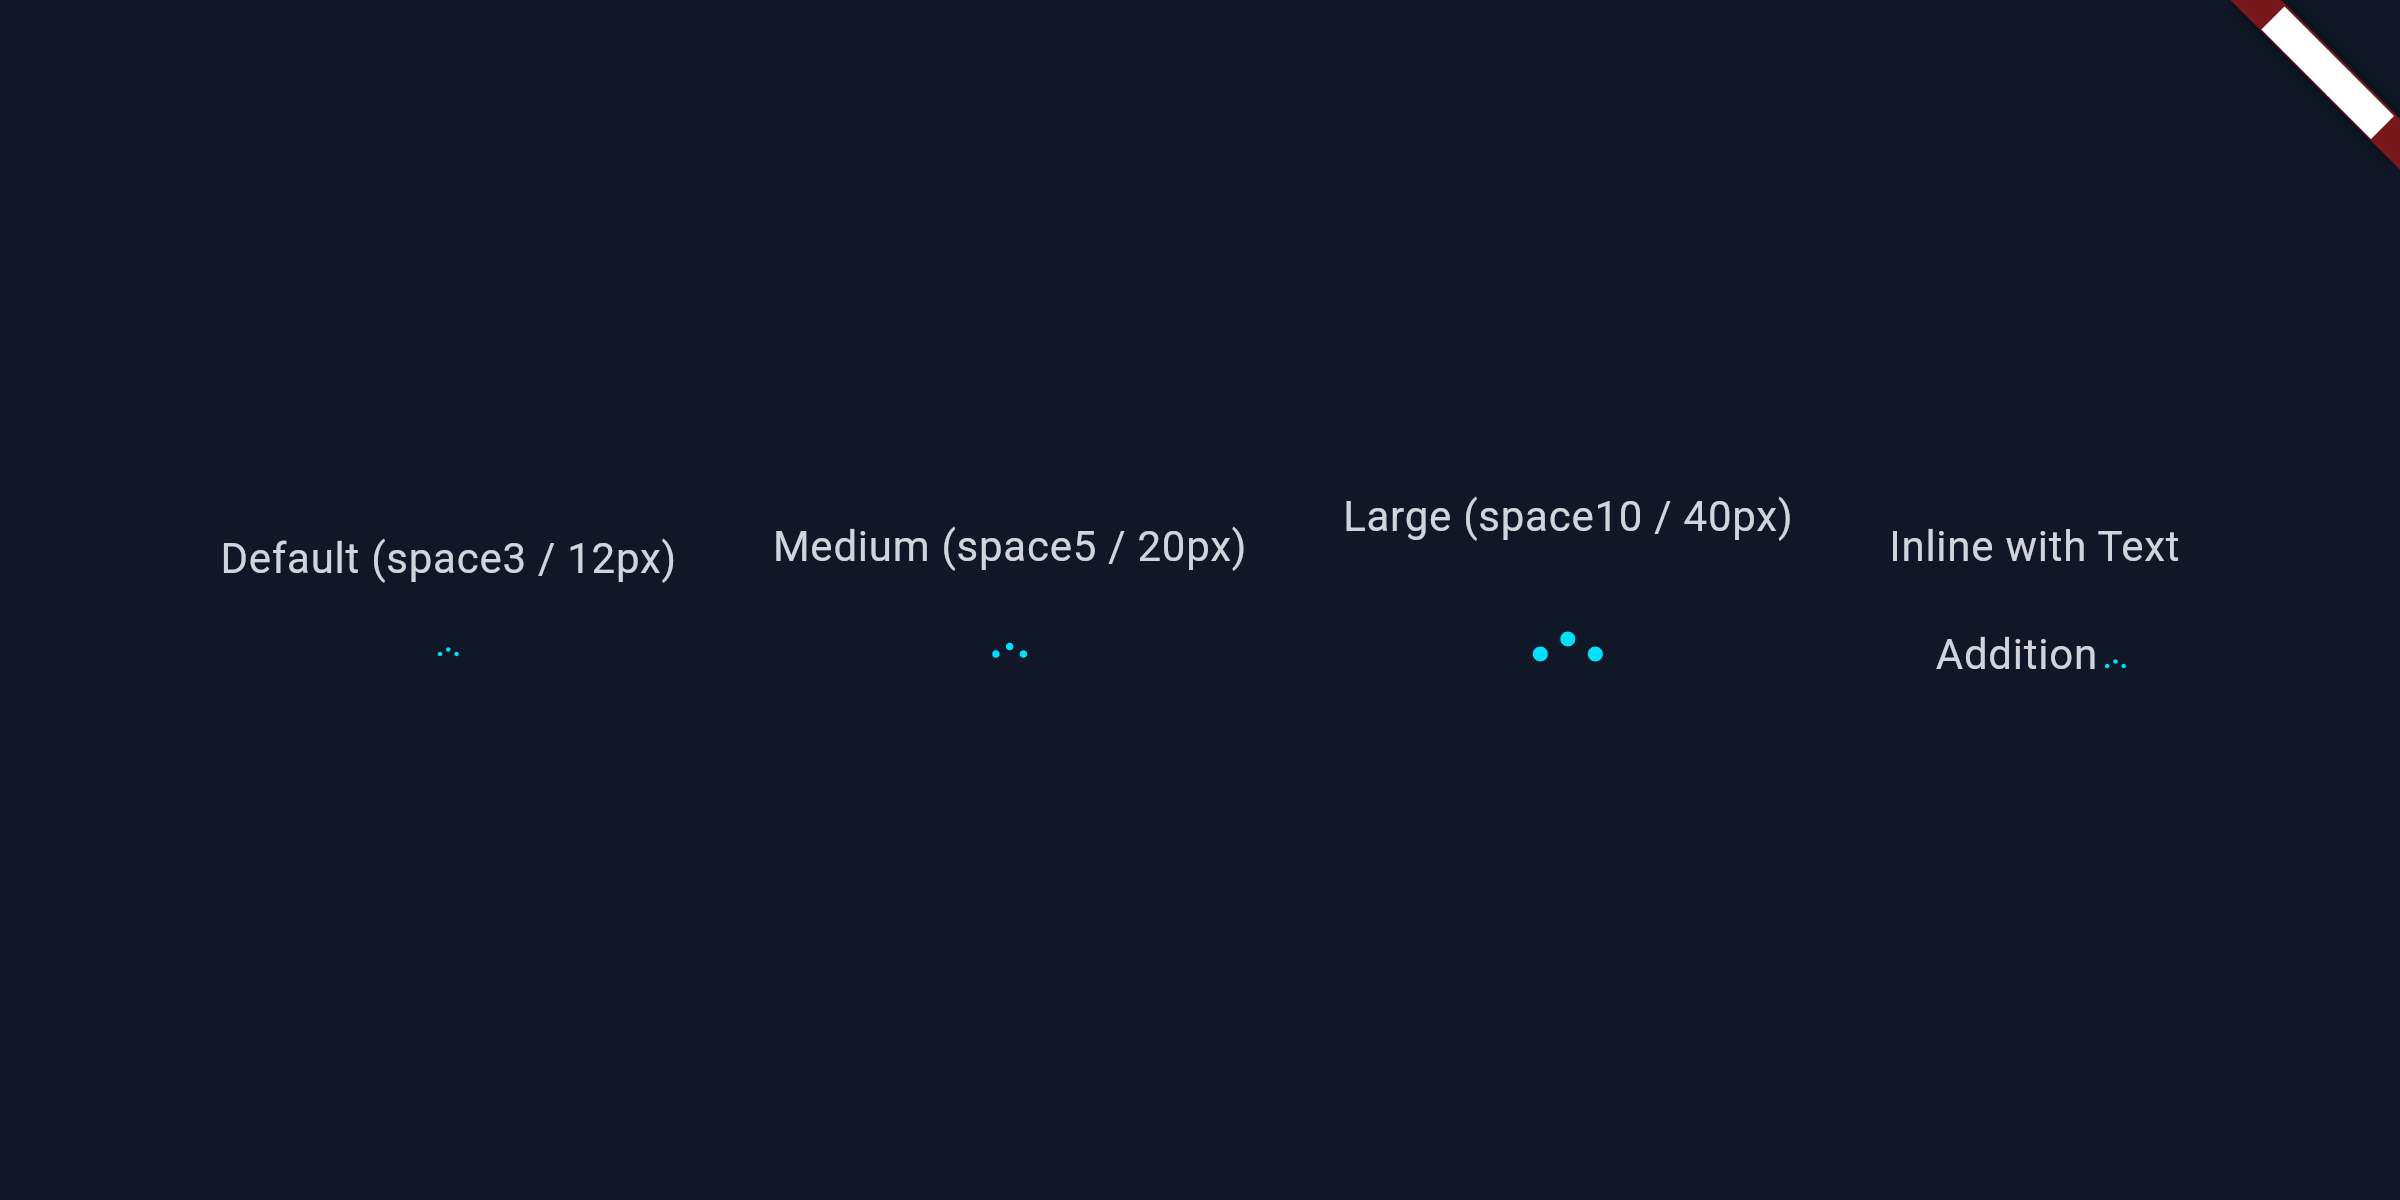 Default (space3 / 12px)
Medium (space5 / 20px)
Large (space10 / 40px)
Inline with Text
Addition